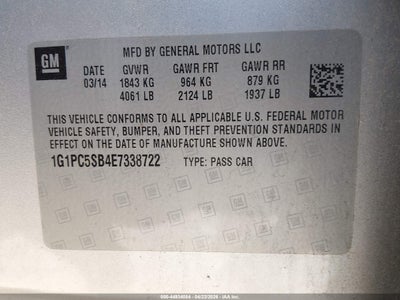 GM
MFD BY GENERAL MOTORS LLC
DATE GVWR GAWR FRT GAWR RR
03/14 1843 KG 964 KG 879 KG
4061 LB 2124 LB 1937 LB
THIS VEHICLE CONFORMS TO ALL APPLICABLE U.S. FEDERAL MOTOR
VEHICLE SAFETY, BUMPER, AND THEFT PREVENTION STANDARDS IN
EFFECT ON THE DATE OF MANUFACTURE SHOWN ABOVE.
1G1PC5SB4E7338722 TYPE: PASS CAR